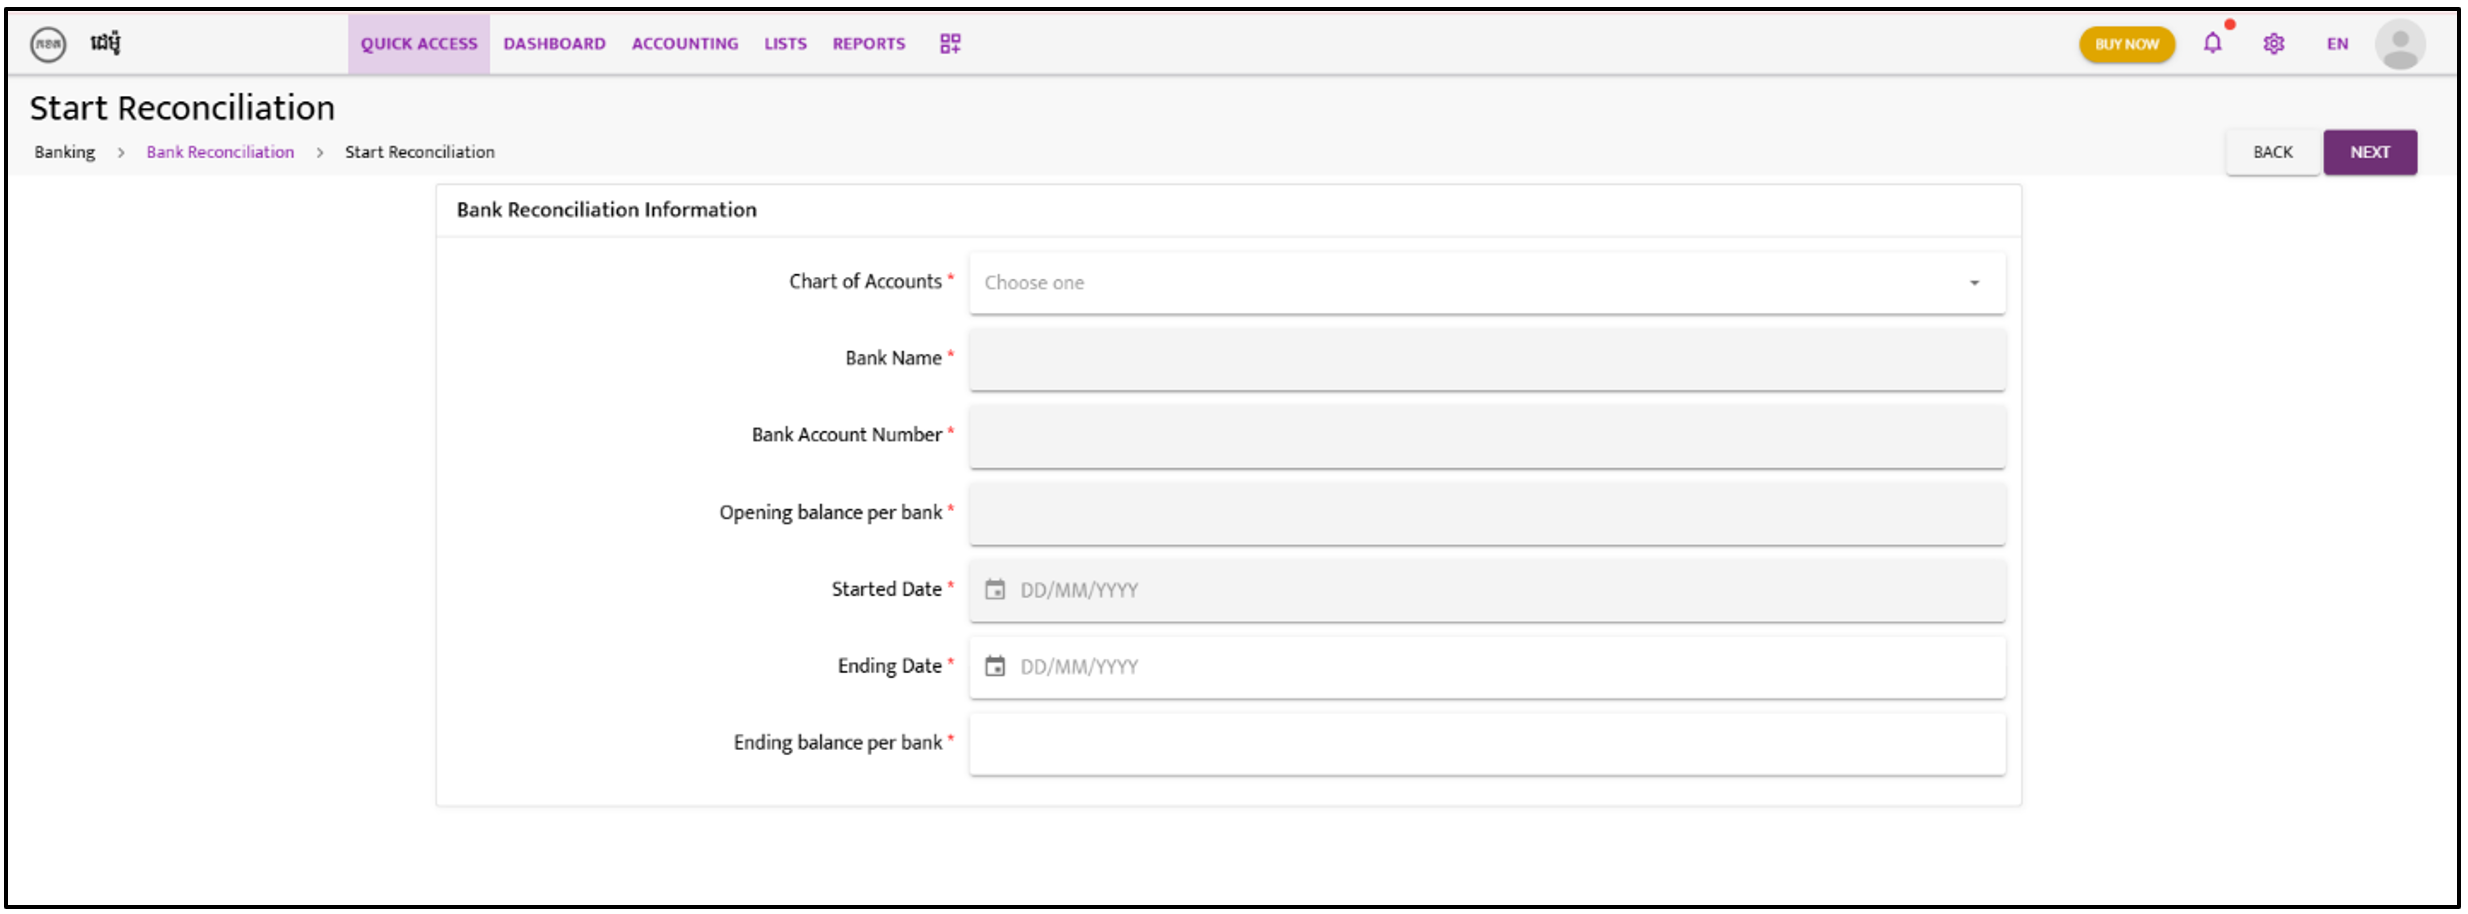 ដេម៉ូ QUICK ACCESS DASHBOARD ACCOUNTING LISTS REPORTS BUY NOW EN
Start Reconciliation
Banking > Bank Reconciliation > Start Reconciliation BACK NEXT
Bank Reconciliation Information
Chart of Accounts * Choose one
Bank Name *
Bank Account Number *
Opening balance per bank *
Started Date * DD/MM/YYYY
Ending Date * DD/MM/YYYY
Ending balance per bank *